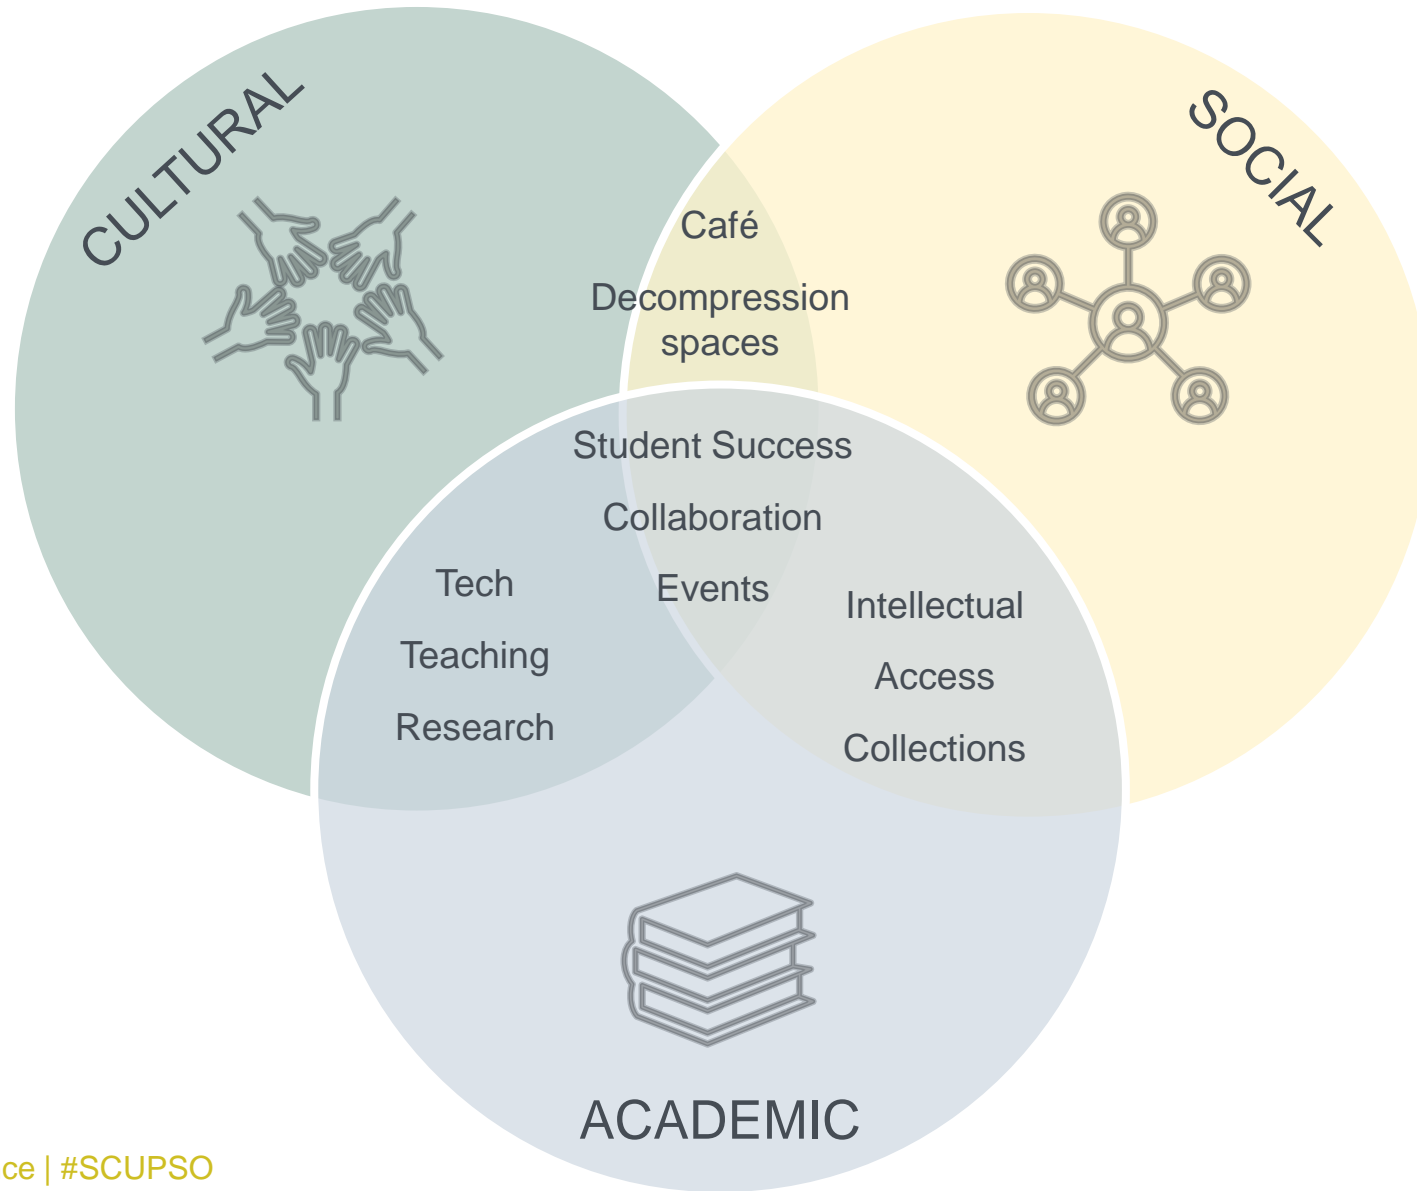 CULTURAL
SOCIAL
Café
Decompression
spaces
Student Success
Collaboration
Events
Tech
Teaching
Research
Intellectual
Access
Collections
ACADEMIC
ce | #SCUPSO